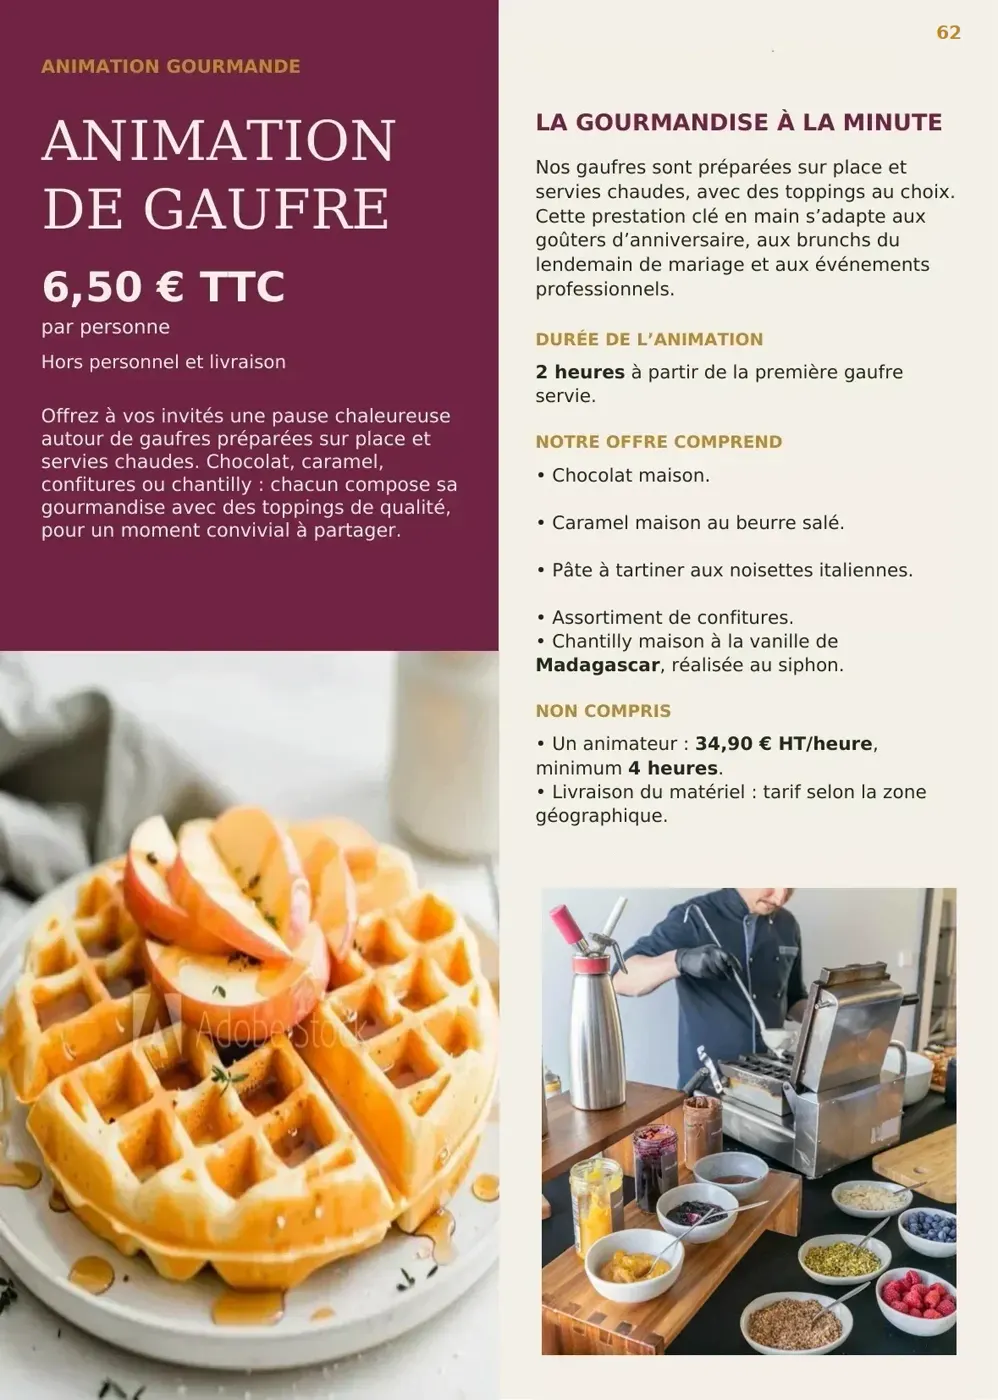 62
ANIMATION GOURMANDE
ANIMATION
DE GAUFRE
6,50 € TTC
par personne
Hors personnel et livraison
Offrez à vos invités une pause chaleureuse
autour de gaufres préparées sur place et
servies chaudes. Chocolat, caramel,
confitures ou chantilly : chacun compose sa
gourmandise avec des toppings de qualité,
pour un moment convivial à partager.
Adobe Stock
LA GOURMANDISE À LA MINUTE
Nos gaufres sont préparées sur place et
servies chaudes, avec des toppings au choix.
Cette prestation clé en main s’adapte aux
goûters d’anniversaire, aux brunchs du
lendemain de mariage et aux événements
professionnels.
DURÉE DE L’ANIMATION
2 heures à partir de la première gaufre
servie.
NOTRE OFFRE COMPREND
• Chocolat maison.
• Caramel maison au beurre salé.
• Pâte à tartiner aux noisettes italiennes.
• Assortiment de confitures.
• Chantilly maison à la vanille de
Madagascar, réalisée au siphon.
NON COMPRIS
• Un animateur : 34,90 € HT/heure,
minimum 4 heures.
• Livraison du matériel : tarif selon la zone
géographique.